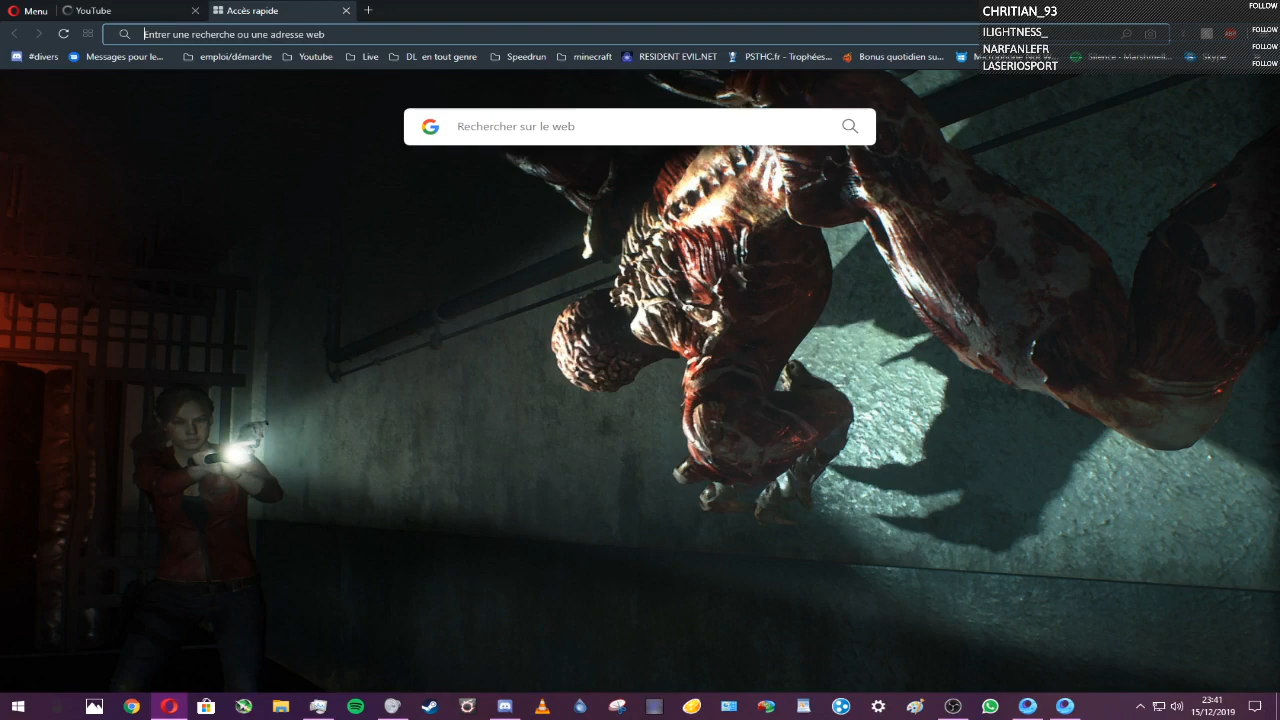 Menu YouTube Accès rapide
CHRITIAN_93 FOLLOW
Entrer une recherche ou une adresse web
ILIGHTNESS_ FOLLOW
NARFANLEFR FOLLOW
#divers Messages pour le... emploi/démarche Youtube Live DL en tout genre Speedrun minecraft RESIDENT EVIL.NET PSTHC.fr - Trophées... Bonus quotidien su... Skype
LASERIOSPORT FOLLOW
Rechercher sur le web
23:41
15/12/2019